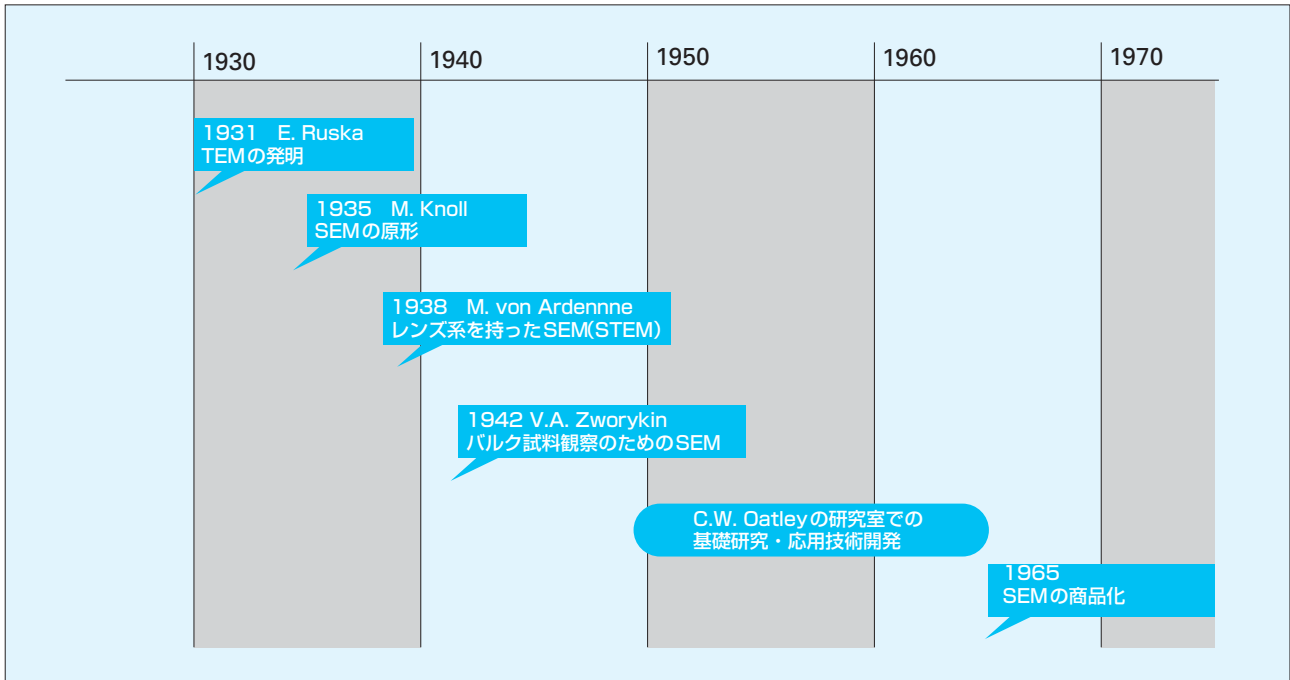 1930
1940
1950
1960
1970
1931　E. Ruska
TEMの発明
1935　M. Knoll
SEMの原形
1938　M. von Ardennne
レンズ系を持ったSEM(STEM)
1942 V.A. Zworykin
バルク試料観察のためのSEM
C.W. Oatleyの研究室での
基礎研究・応用技術開発
1965
SEMの商品化